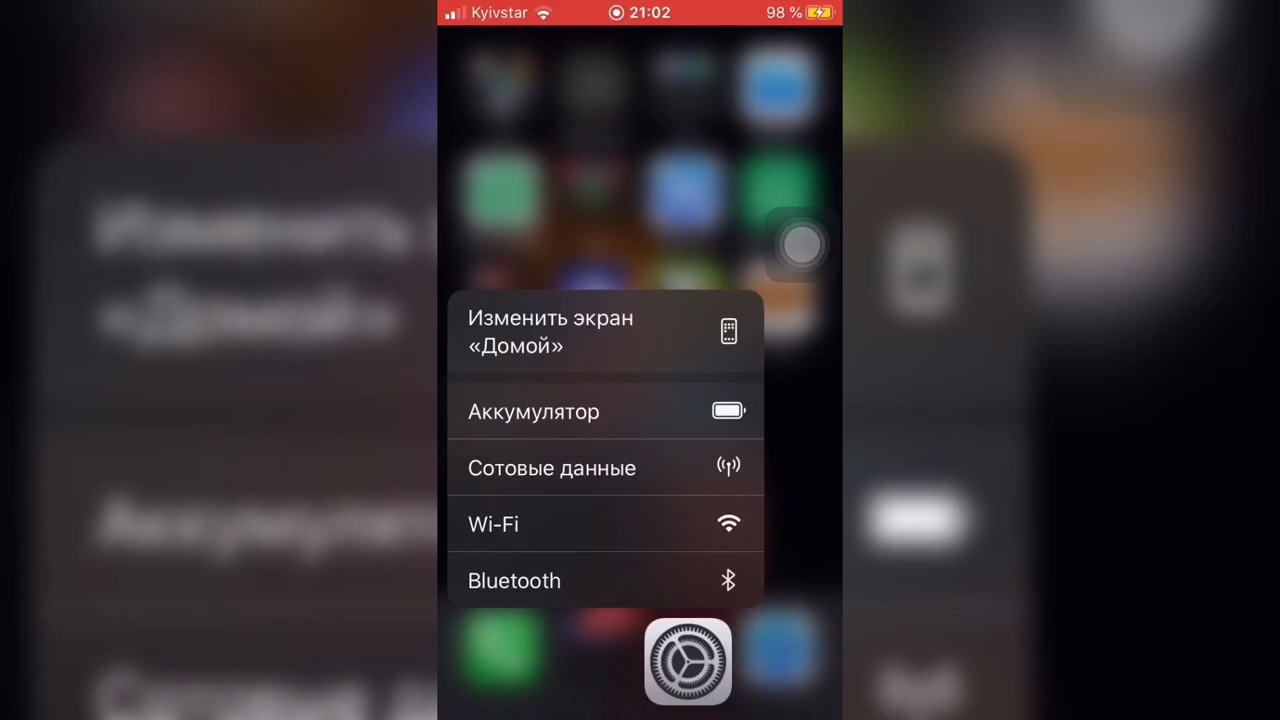 Kyivstar 21:02 98 %
Изменить экран
«Домой»
Аккумулятор
Сотовые данные
Wi-Fi
Bluetooth